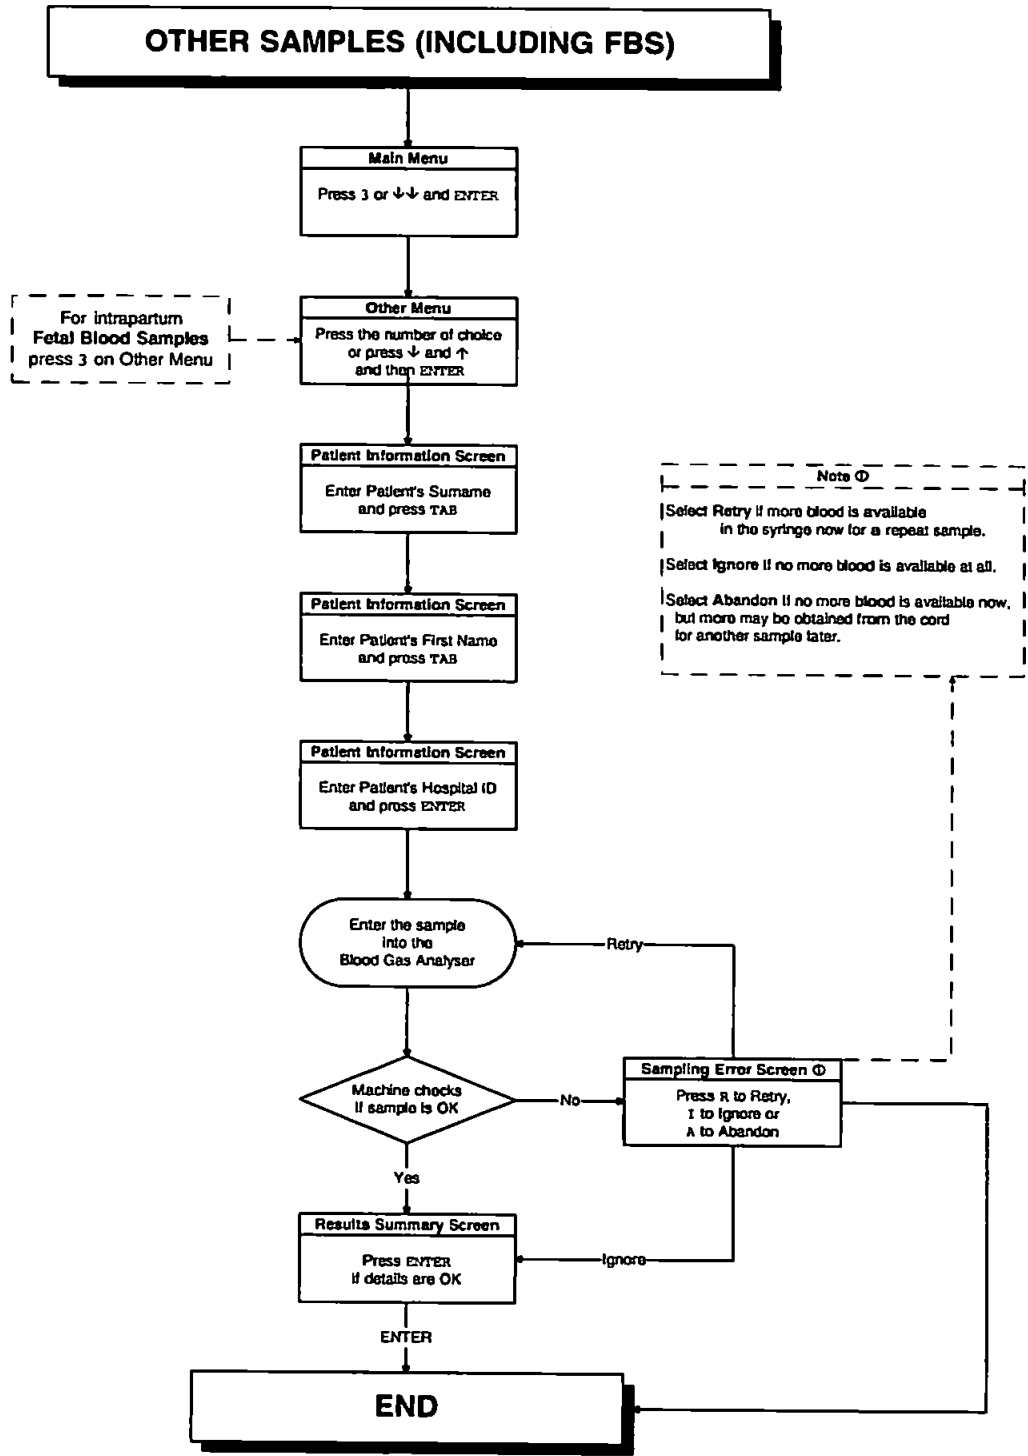 OTHER SAMPLES (INCLUDING FBS)
Main Menu
Press 3 or ↓↓ and ENTER
For intrapartum
Fetal Blood Samples
press 3 on Other Menu
Other Menu
Press the number of choice
or press ↓ and ↑
and then ENTER
Patient Information Screen
Enter Patient's Surname
and press TAB
Note ①
Select Retry if more blood is available
in the syringe now for a repeat sample.
Select Ignore if no more blood is available at all.
Select Abandon if no more blood is available now,
but more may be obtained from the cord
for another sample later.
Patient Information Screen
Enter Patient's First Name
and press TAB
Patient Information Screen
Enter Patient's Hospital ID
and press ENTER
Enter the sample
into the
Blood Gas Analyser
Retry
Machine checks
if sample is OK
No
Sampling Error Screen ①
Press R to Retry,
I to Ignore or
A to Abandon
Yes
Results Summary Screen
Press ENTER
if details are OK
Ignore
ENTER
END